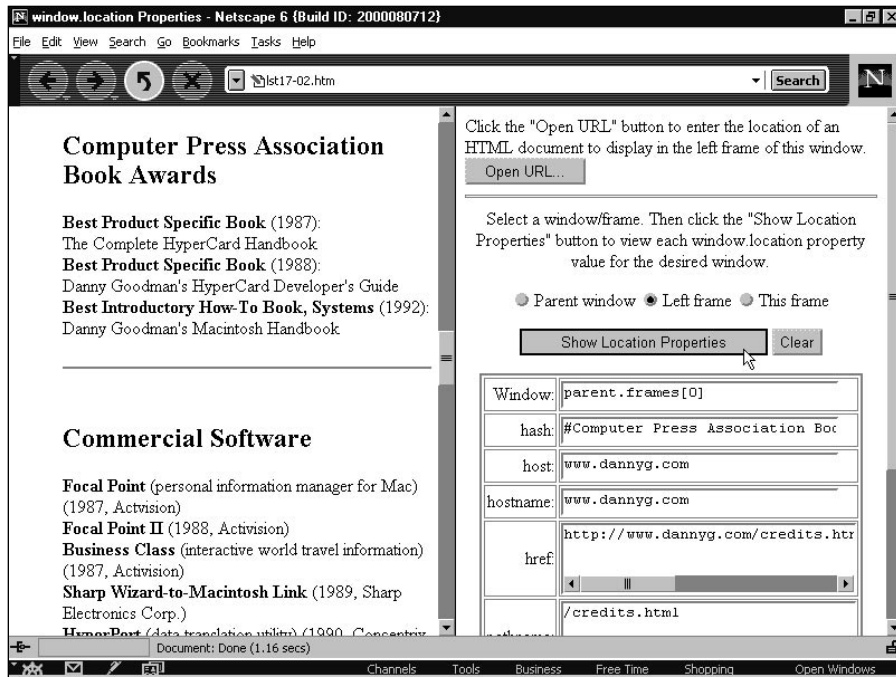 window.location Properties - Netscape 6 {Build ID: 2000080712}
File Edit View Search Go Bookmarks Tasks Help
lst17-02.htm
Search
N
Computer Press Association
Book Awards
Best Product Specific Book (1987):
The Complete HyperCard Handbook
Best Product Specific Book (1988):
Danny Goodman's HyperCard Developer's Guide
Best Introductory How-To Book, Systems (1992):
Danny Goodman's Macintosh Handbook
Commercial Software
Focal Point (personal information manager for Mac)
(1987, Actvision)
Focal Point II (1988, Activision)
Business Class (interactive world travel information)
(1987, Activision)
Sharp Wizard-to-Macintosh Link (1989, Sharp
Electronics Corp.)
HyperPort (data translation utility) (1990, Concentrix
Click the "Open URL" button to enter the location of an
HTML document to display in the left frame of this window.
Open URL...
Select a window/frame. Then click the "Show Location
Properties" button to view each window.location property
value for the desired window.
Parent window Left frame This frame
Show Location Properties Clear
Window: parent.frames[0]
hash: #Computer Press Association Boo
host: www.dannyg.com
hostname: www.dannyg.com
href: http://www.dannyg.com/credits.htm
pathname: /credits.html
Document: Done (1.16 secs)
Channels Tools Business Free Time Shopping Open Windows